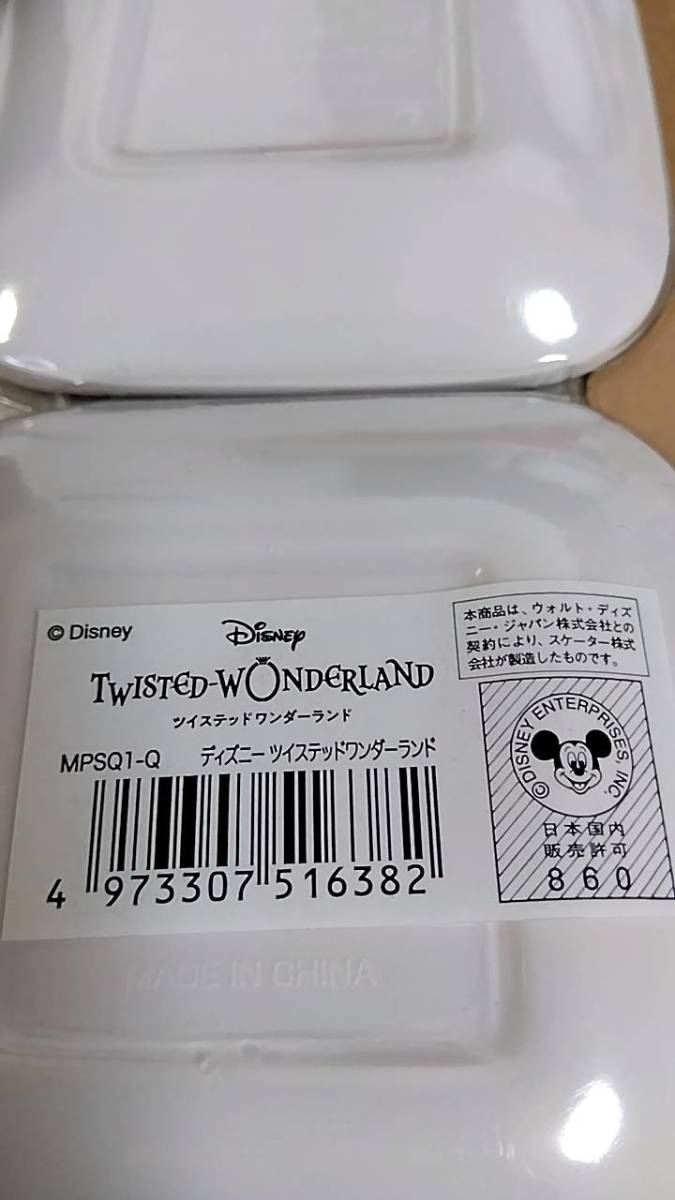 © Disney
Disney
TWISTED-WONDERLAND
ツイステッドワンダーランド
MPSQ1-Q ディズニー ツイステッドワンダーランド
4 973307 516382
本商品は、ウォルト・ディズ
ニー・ジャパン株式会社との
契約により、スケーター株式
会社が製造したものです。
©DISNEY ENTERPRISES, INC.
日本国内
販売許可
860
MADE IN CHINA